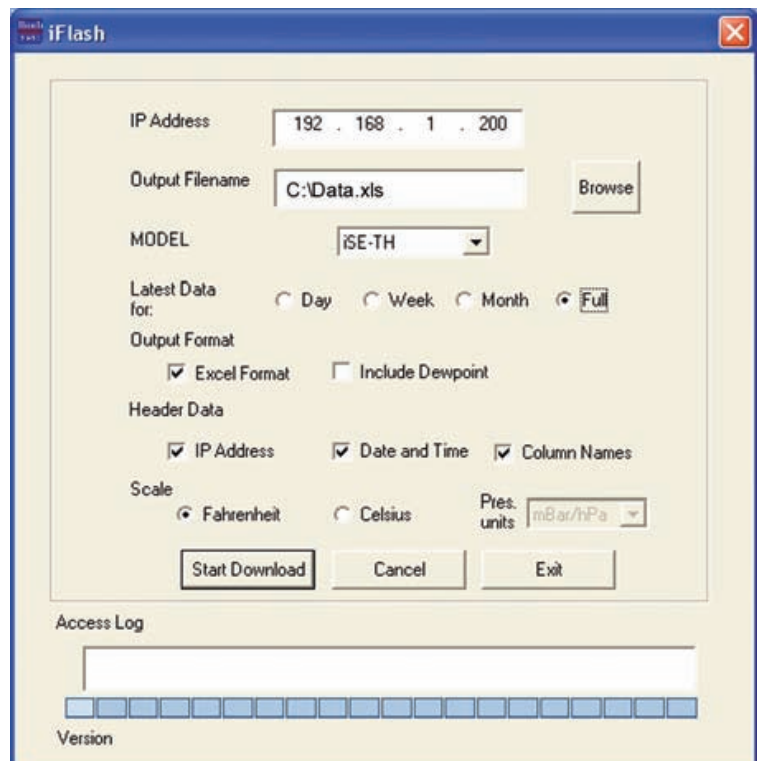 iFlash
IP Address 192 . 168 . 1 . 200
Output Filename C:\Data.xls Browse
MODEL iSE-TH
Latest Data for: Day Week Month Full
Output Format
Excel Format Include Dewpoint
Header Data
IP Address Date and Time Column Names
Scale
Fahrenheit Celsius Pres. units mBar/hPa
Start Download Cancel Exit
Access Log
Version